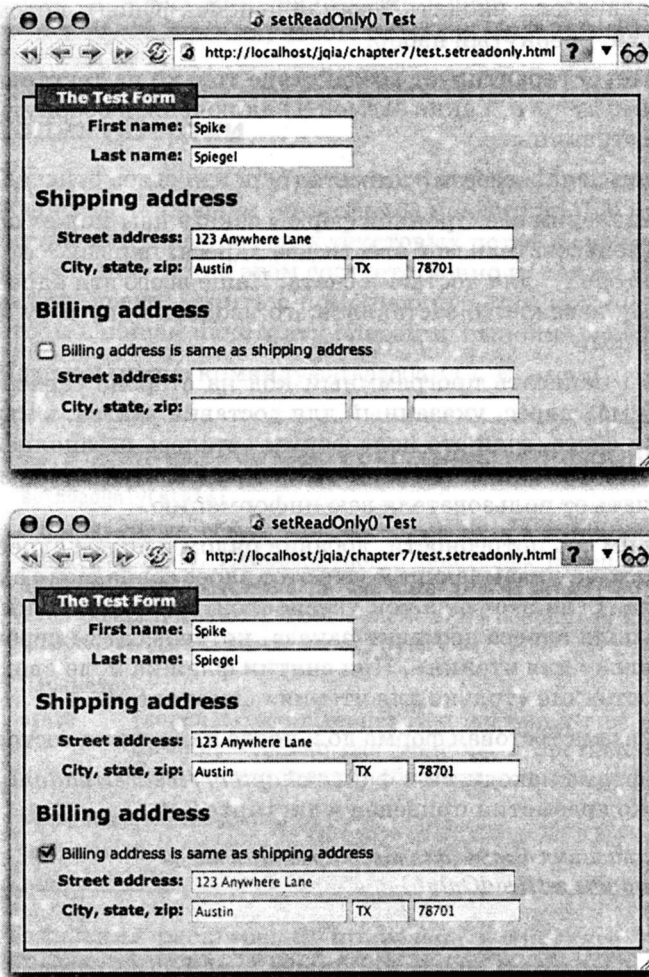 setReadOnly() Test
http://localhost/jqia/chapter7/test.setreadonly.html ?
The Test Form
First name: Spike
Last name: Spiegel
Shipping address
Street address: 123 Anywhere Lane
City, state, zip: Austin TX 78701
Billing address
Billing address is same as shipping address
Street address:
City, state, zip:
setReadOnly() Test
http://localhost/jqia/chapter7/test.setreadonly.html ?
The Test Form
First name: Spike
Last name: Spiegel
Shipping address
Street address: 123 Anywhere Lane
City, state, zip: Austin TX 78701
Billing address
Billing address is same as shipping address
Street address: 123 Anywhere Lane
City, state, zip: Austin TX 78701